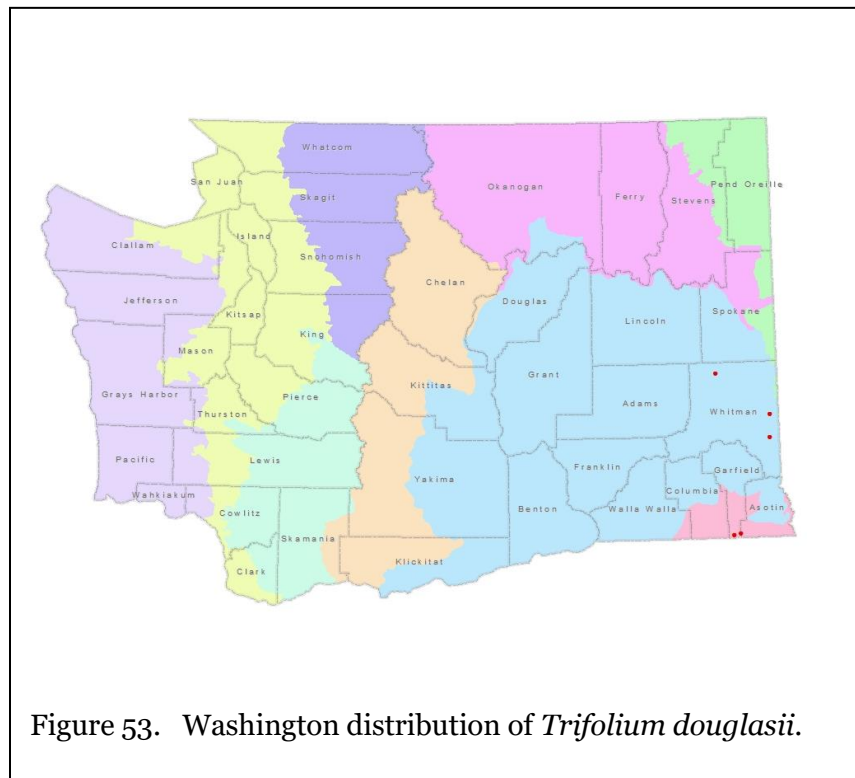 Whatcom
San Juan
Skagit
Okanogan
Ferry
Stevens
Pend Oreille
Island
Clallam
Snohomish
Chelan
Jefferson
Douglas
Kitsap
Lincoln
Spokane
King
Mason
Kittitas
Grant
Grays Harbor
Pierce
Adams
Whitman
Thurston
Pacific
Lewis
Yakima
Franklin
Garfield
Wahkiakum
Columbia
Cowlitz
Benton
Walla Walla
Asotin
Skamania
Klickitat
Clark
Figure 53. Washington distribution of Trifolium douglasii.